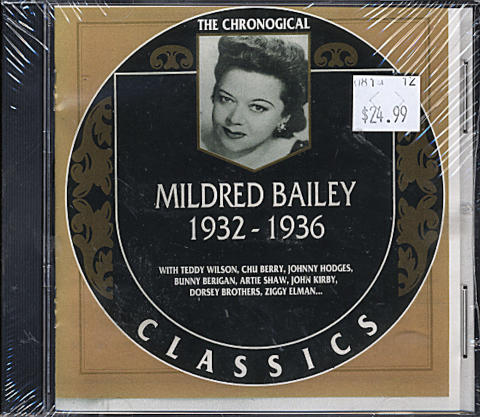 THE CHRONOGICAL
$24.99
MILDRED BAILEY
1932 - 1936
WITH TEDDY WILSON, CHU BERRY, JOHNNY HODGES,
BUNNY BERIGAN, ARTIE SHAW, JOHN KIRBY,
DORSEY BROTHERS, ZIGGY ELMAN...
CLASSICS